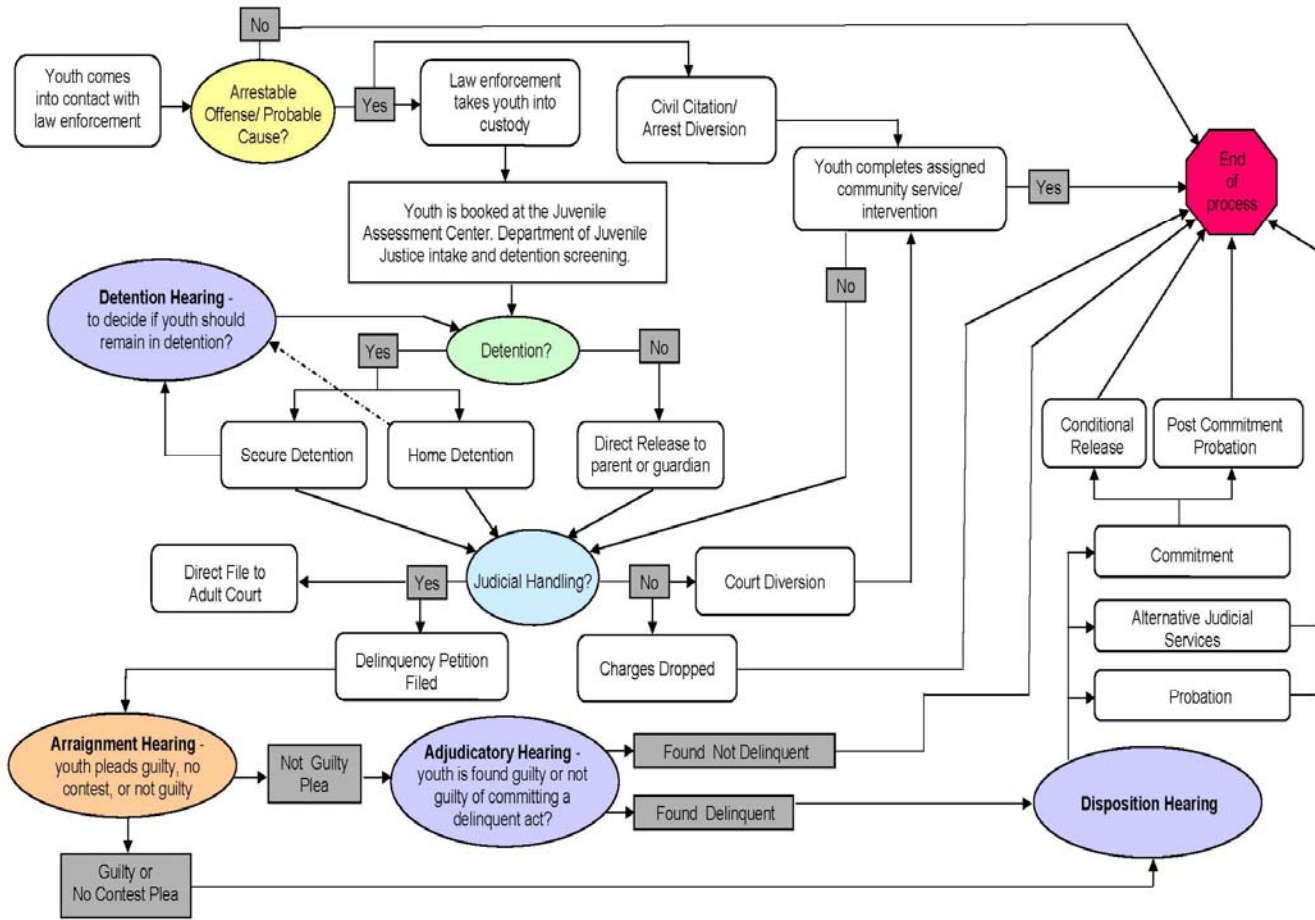 No
Youth comes
into contact with
law enforcement
Arrestable
Offense/ Probable
Cause?
Yes
Law enforcement
takes youth into
custody
Civil Citation/
Arrest Diversion
Youth completes assigned
community service/
intervention
Yes
End
of
process
Youth is booked at the Juvenile
Assessment Center. Department of Juvenile
Justice intake and detention screening.
No
Detention Hearing -
to decide if youth should
remain in detention?
Yes
Detention?
No
Secure Detention
Home Detention
Direct Release to
parent or guardian
Conditional
Release
Post Commitment
Probation
Direct File to
Adult Court
Yes
Judicial Handling?
No
Court Diversion
Commitment
Alternative Judicial
Services
Delinquency Petition
Filed
Charges Dropped
Probation
Arraignment Hearing -
youth pleads guilty, no
contest, or not guilty
Not Guilty
Plea
Adjudicatory Hearing -
youth is found guilty or not
guilty of committing a
delinquent act?
Found Not Delinquent
Found Delinquent
Disposition Hearing
Guilty or
No Contest Plea